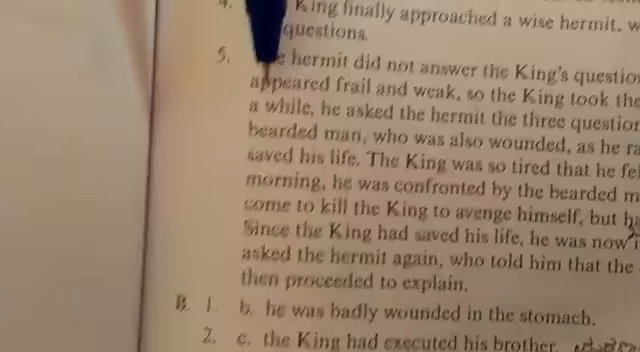 4. King finally approached a wise hermit, w
questions.
5. hermit did not answer the King's question
appeared frail and weak, so the King took the
a while, he asked the hermit the three question
bearded man, who was also wounded, as he ra
saved his life. The King was so tired that he fel
morning, he was confronted by the bearded m
come to kill the King to avenge himself, but ha
Since the King had saved his life, he was now
asked the hermit again, who told him that the
then proceeded to explain.
B. 1. b. he was badly wounded in the stomach.
2. c. the King had executed his brother.